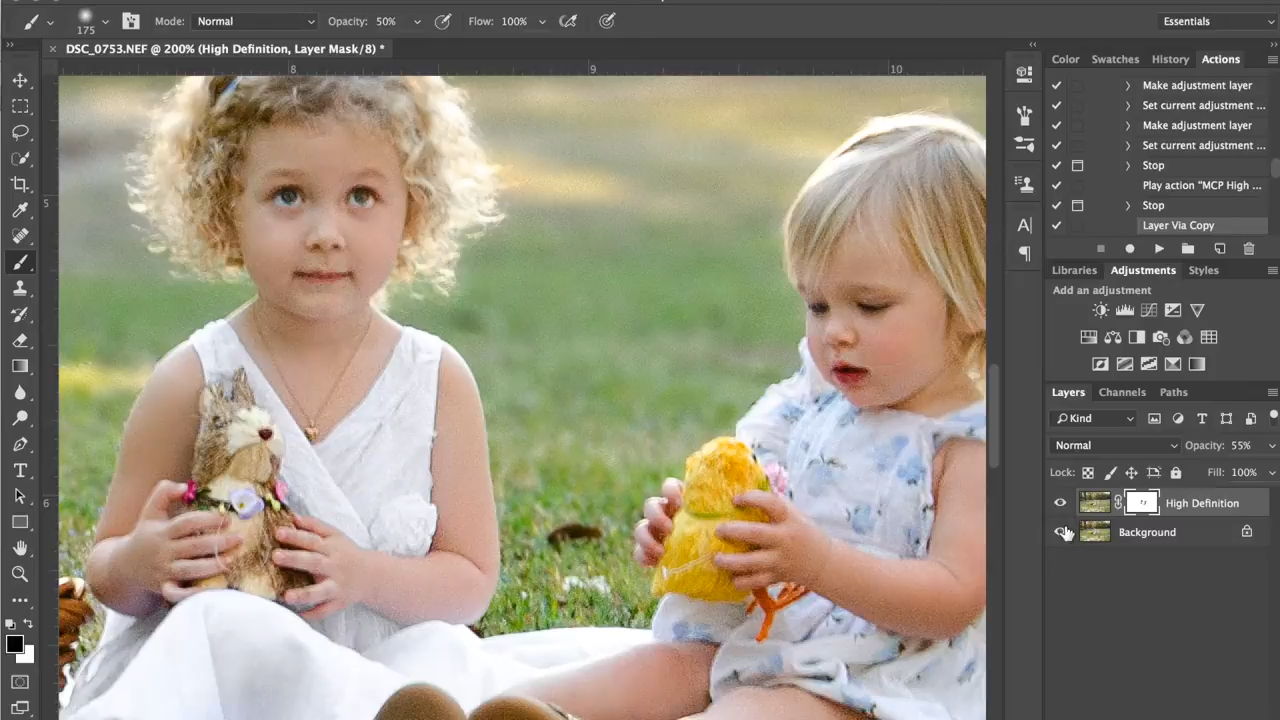 175
Mode: Normal
Opacity: 50%
Flow: 100%
Essentials
DSC_0753.NEF @ 200% (High Definition, Layer Mask/8) *
8
9
10
5
6
Color
Swatches
History
Actions
Make adjustment layer
Set current adjustment ...
Make adjustment layer
Set current adjustment ...
Stop
Play action “MCP High ...
Stop
Layer Via Copy
Libraries
Adjustments
Styles
Add an adjustment
Layers
Channels
Paths
Kind
Normal
Opacity: 55%
Lock:
Fill: 100%
High Definition
Background